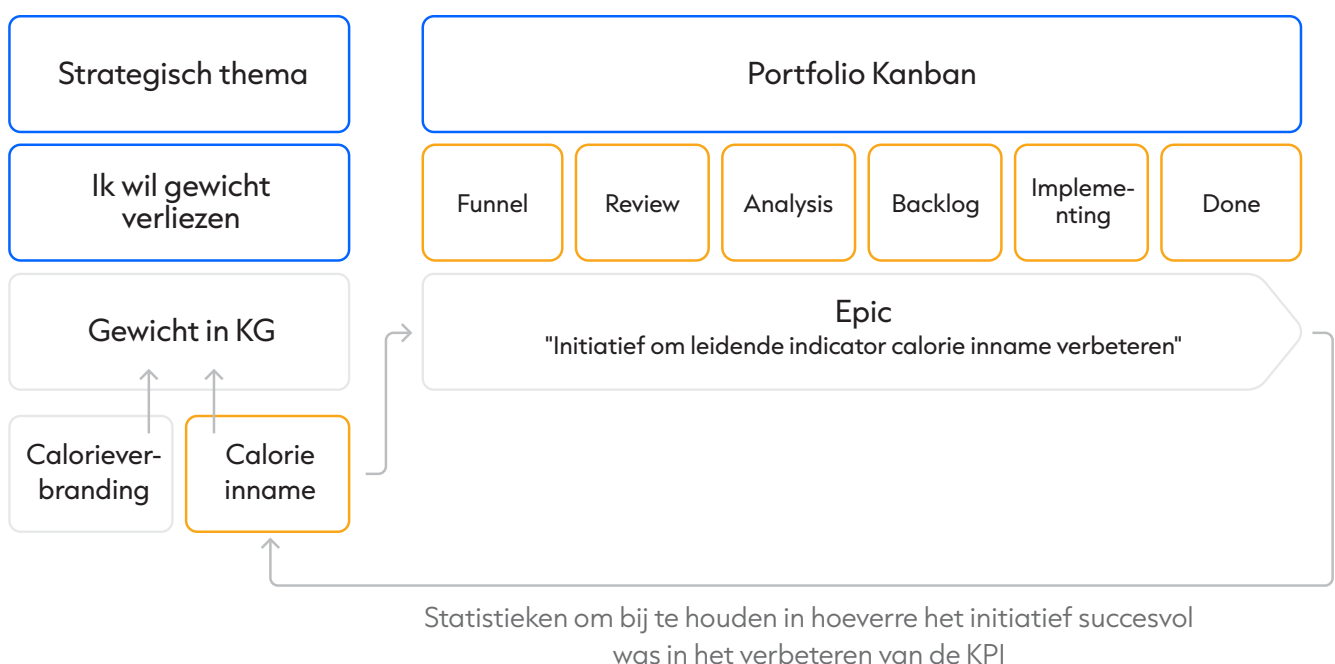 Strategisch thema
Portfolio Kanban
Ik wil gewicht
verliezen
Funnel
Review
Analysis
Backlog
Impleme-
nting
Done
Gewicht in KG
Epic
"Initiatief om leidende indicator calorie inname verbeteren"
Caloriever-
branding
Calorie
inname
Statistieken om bij te houden in hoeverre het initiatief succesvol
was in het verbeteren van de KPI